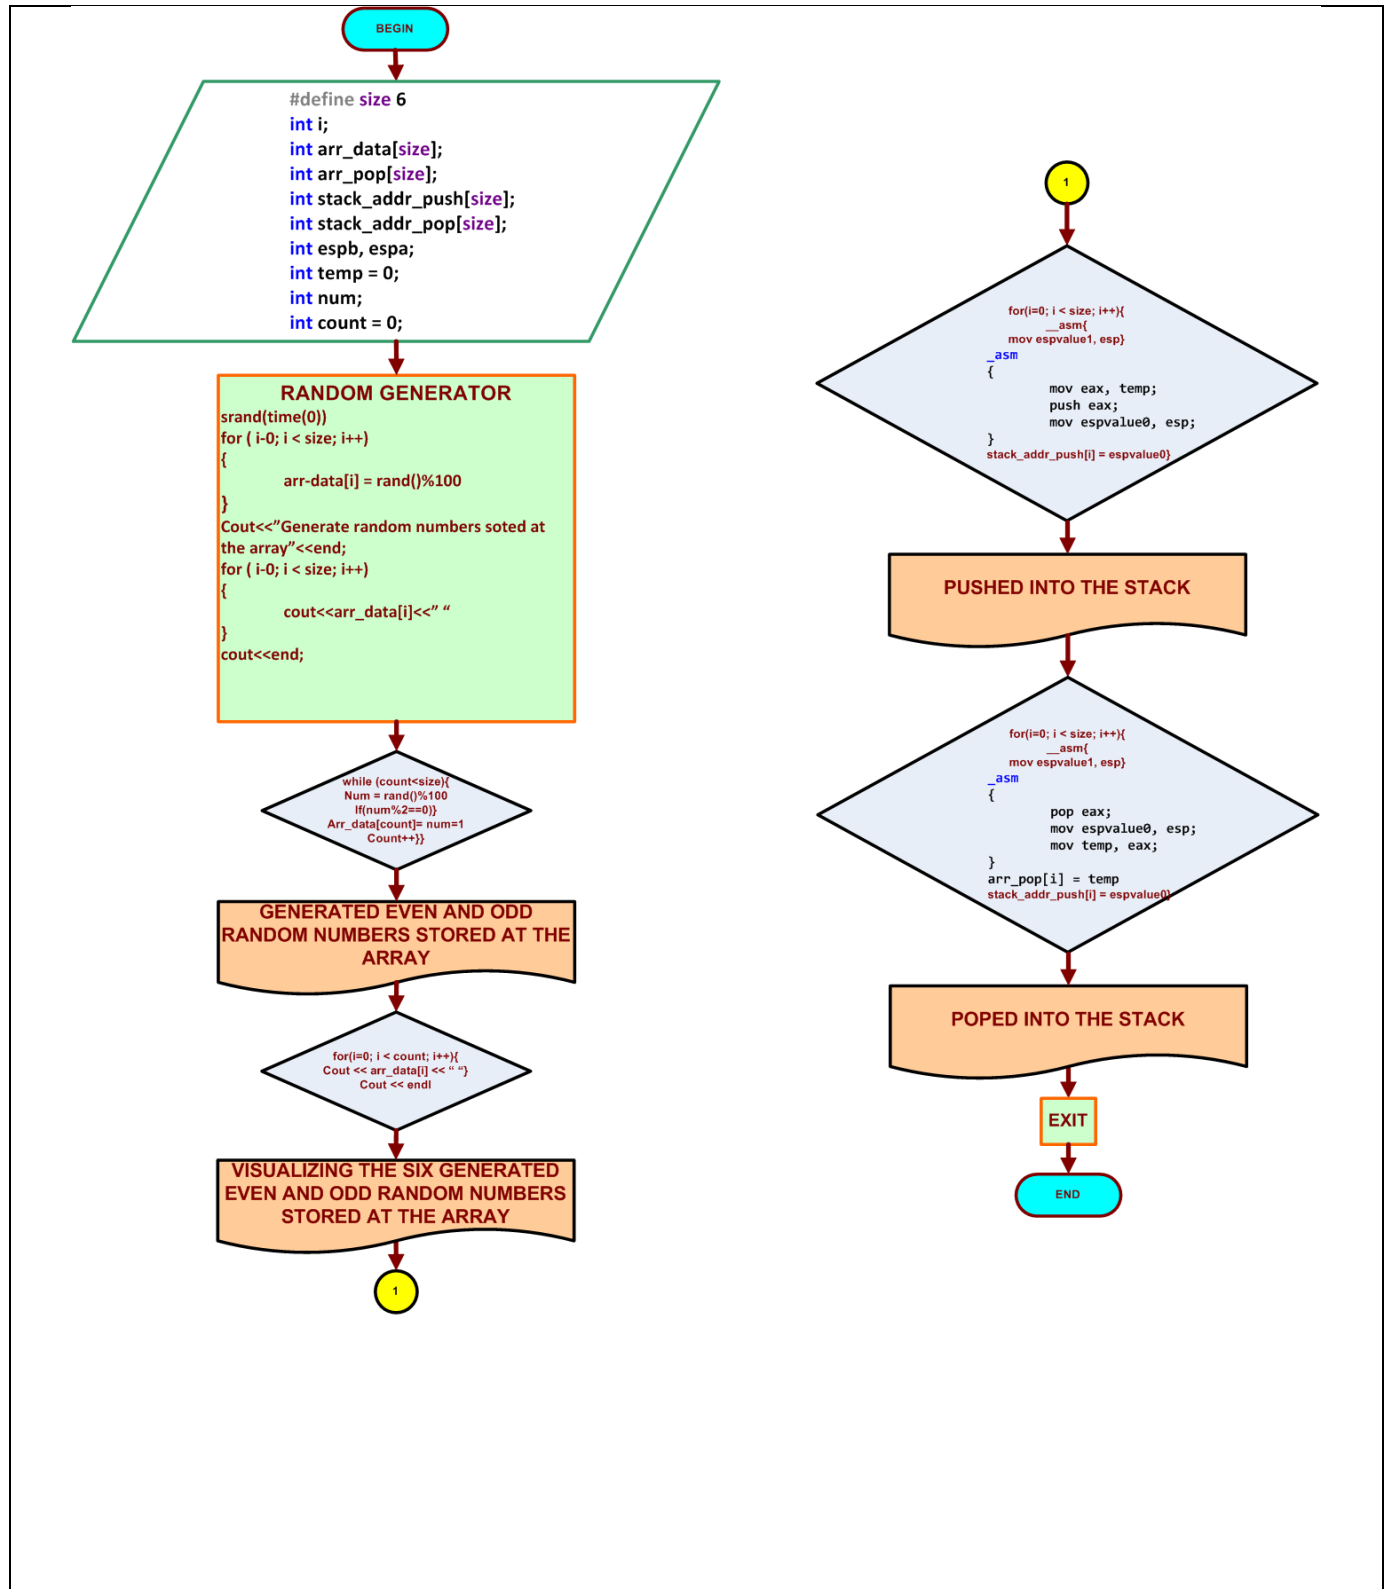 BEGIN
#define size 6
int i;
int arr_data[size];
int arr_pop[size];
int stack_addr_push[size];
int stack_addr_pop[size];
int espb, espa;
int temp = 0;
int num;
int count = 0;
RANDOM GENERATOR
srand(time(0))
for ( i-0; i < size; i++)
{
arr-data[i] = rand()%100
}
Cout<<”Generate random numbers soted at
the array”<<end;
for ( i-0; i < size; i++)
{
cout<<arr_data[i]<<” “
}
cout<<end;
while (count<size){
Num = rand()%100
If(num%2==0)}
Arr_data[count]= num=1
Count++}}
GENERATED EVEN AND ODD
RANDOM NUMBERS STORED AT THE
ARRAY
for(i=0; i < count; i++){
Cout << arr_data[i] << “ “}
Cout << endl
VISUALIZING THE SIX GENERATED
EVEN AND ODD RANDOM NUMBERS
STORED AT THE ARRAY
1
1
for(i=0; i < size; i++){
__asm{
mov espvalue1, esp}
_asm
{
mov eax, temp;
push eax;
mov espvalue0, esp;
}
stack_addr_push[i] = espvalue0}
PUSHED INTO THE STACK
for(i=0; i < size; i++){
__asm{
mov espvalue1, esp}
_asm
{
pop eax;
mov espvalue0, esp;
mov temp, eax;
}
arr_pop[i] = temp
stack_addr_push[i] = espvalue0}
POPED INTO THE STACK
EXIT
END